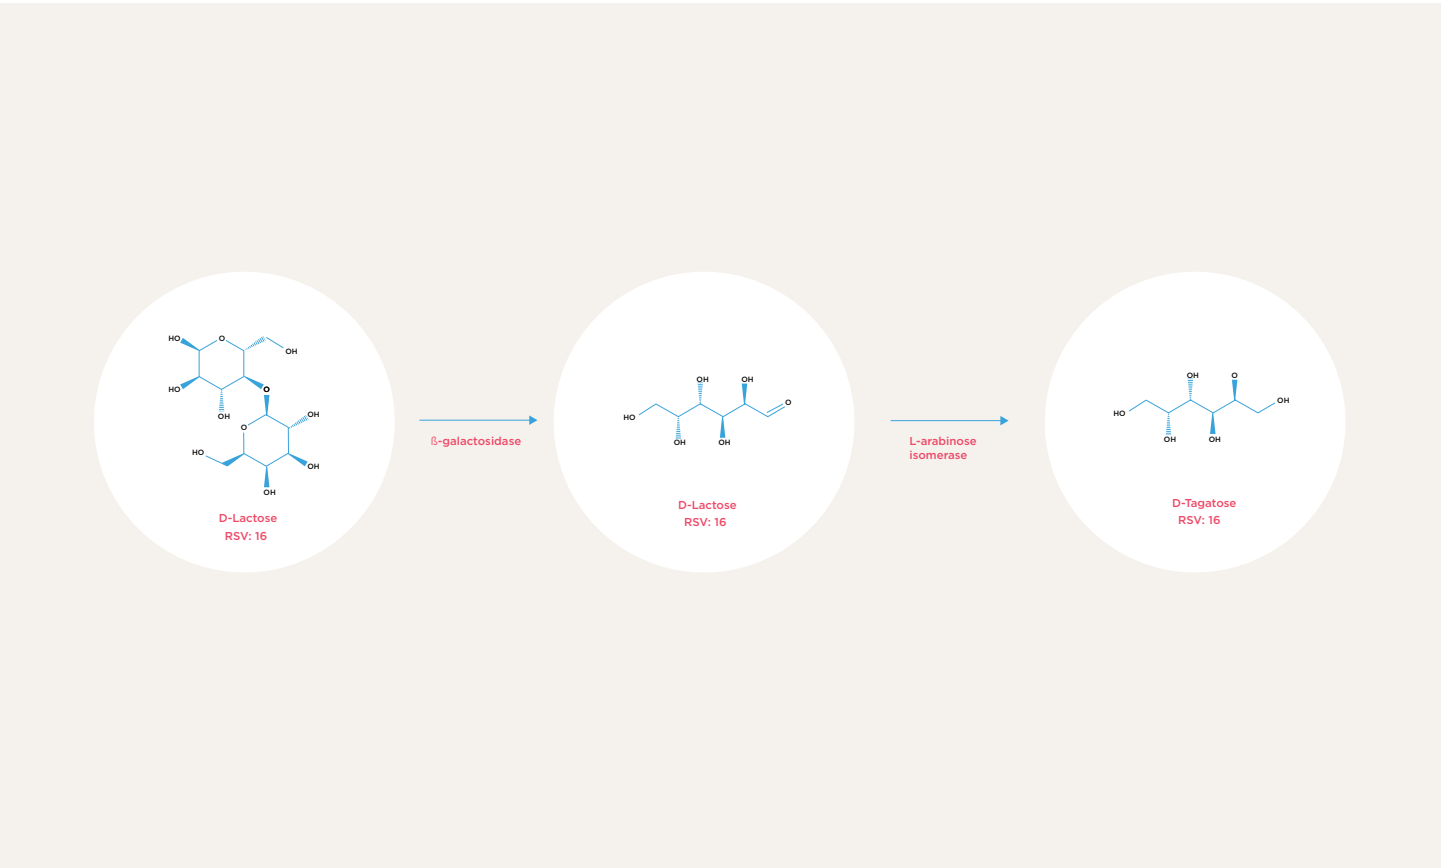 HO
O
OH
HO
O
OH
OH
O
HO
OH
OH
D-Lactose
RSV: 16
ß-galactosidase
OH
OH
O
HO
OH
OH
D-Lactose
RSV: 16
L-arabinose
isomerase
OH
O
OH
HO
OH
OH
D-Tagatose
RSV: 16